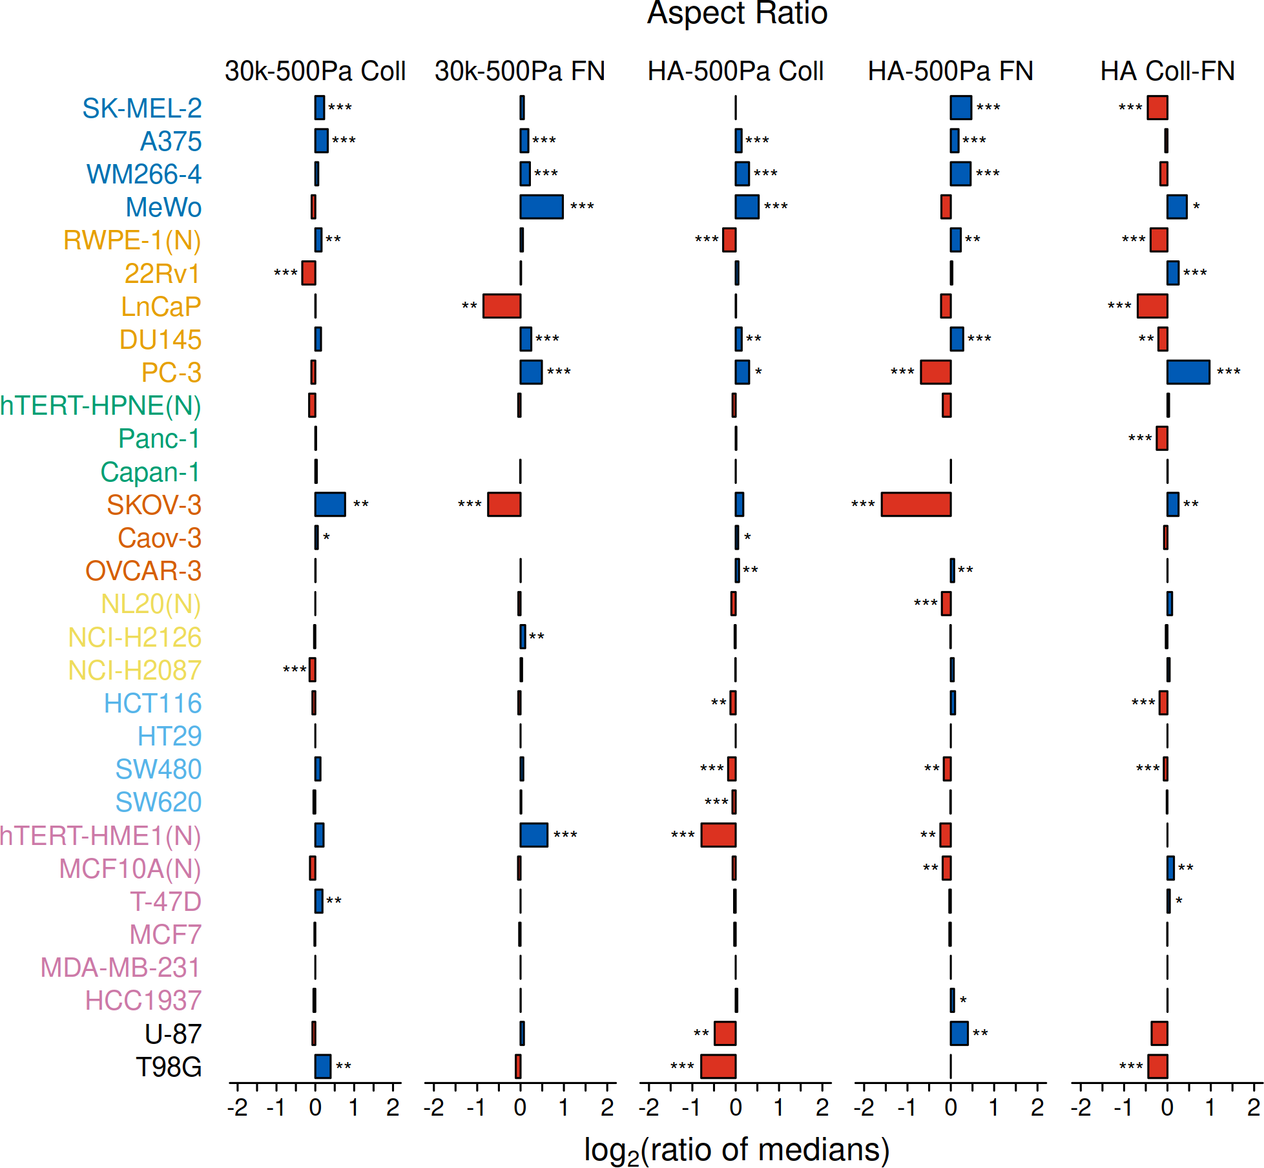 Aspect Ratio
30k-500Pa Coll 30k-500Pa FN HA-500Pa Coll HA-500Pa FN HA Coll-FN
SK-MEL-2 *** *** ***
A375 *** *** *** ***
WM266-4 *** *** ***
MeWo *** *** *
RWPE-1(N) ** *** ** ***
22Rv1 *** ***
LnCaP ** ***
DU145 *** ** *** **
PC-3 *** * *** ***
hTERT-HPNE(N)
Panc-1 ***
Capan-1
SKOV-3 ** *** *** **
Caov-3 * *
OVCAR-3 ** **
NL20(N) ***
NCI-H2126 **
NCI-H2087 ***
HCT116 ** ***
HT29
SW480 *** ** ***
SW620 ***
hTERT-HME1(N) *** *** **
MCF10A(N) ** **
T-47D ** *
MCF7
MDA-MB-231
HCC1937 *
U-87 ** **
T98G ** *** ***
-2 -1 0 1 2 -2 -1 0 1 2 -2 -1 0 1 2 -2 -1 0 1 2 -2 -1 0 1 2
log₂(ratio of medians)